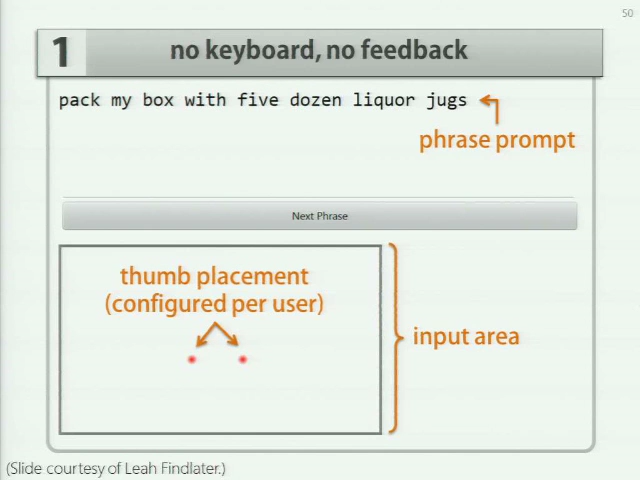 50
1 no keyboard, no feedback
pack my box with five dozen liquor jugs
phrase prompt
Next Phrase
thumb placement
(configured per user)
input area
(Slide courtesy of Leah Findlater.)